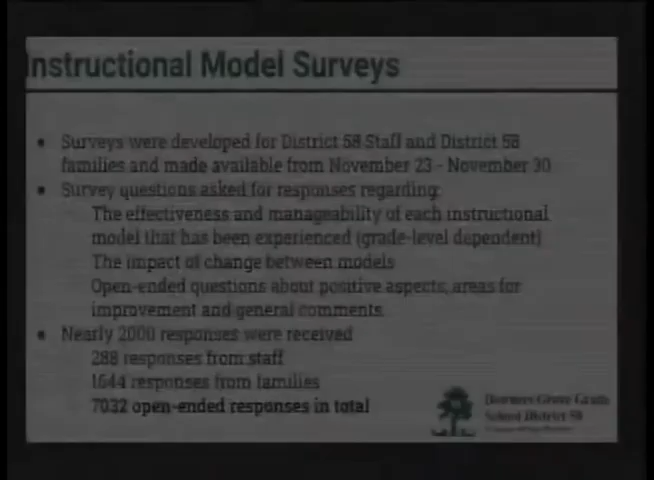 Instructional Model Surveys
• Surveys were developed for District 58 Staff and District 58
families and made available from November 23 - November 30
• Survey questions asked for responses regarding:
The effectiveness and manageability of each instructional
model that has been experienced (grade-level dependent)
The impact of change between models
Open-ended questions about positive aspects, areas for
improvement and general comments
• Nearly 2000 responses were received
288 responses from staff
1644 responses from families
7032 open-ended responses in total
Downers Grove Grade
School District 58